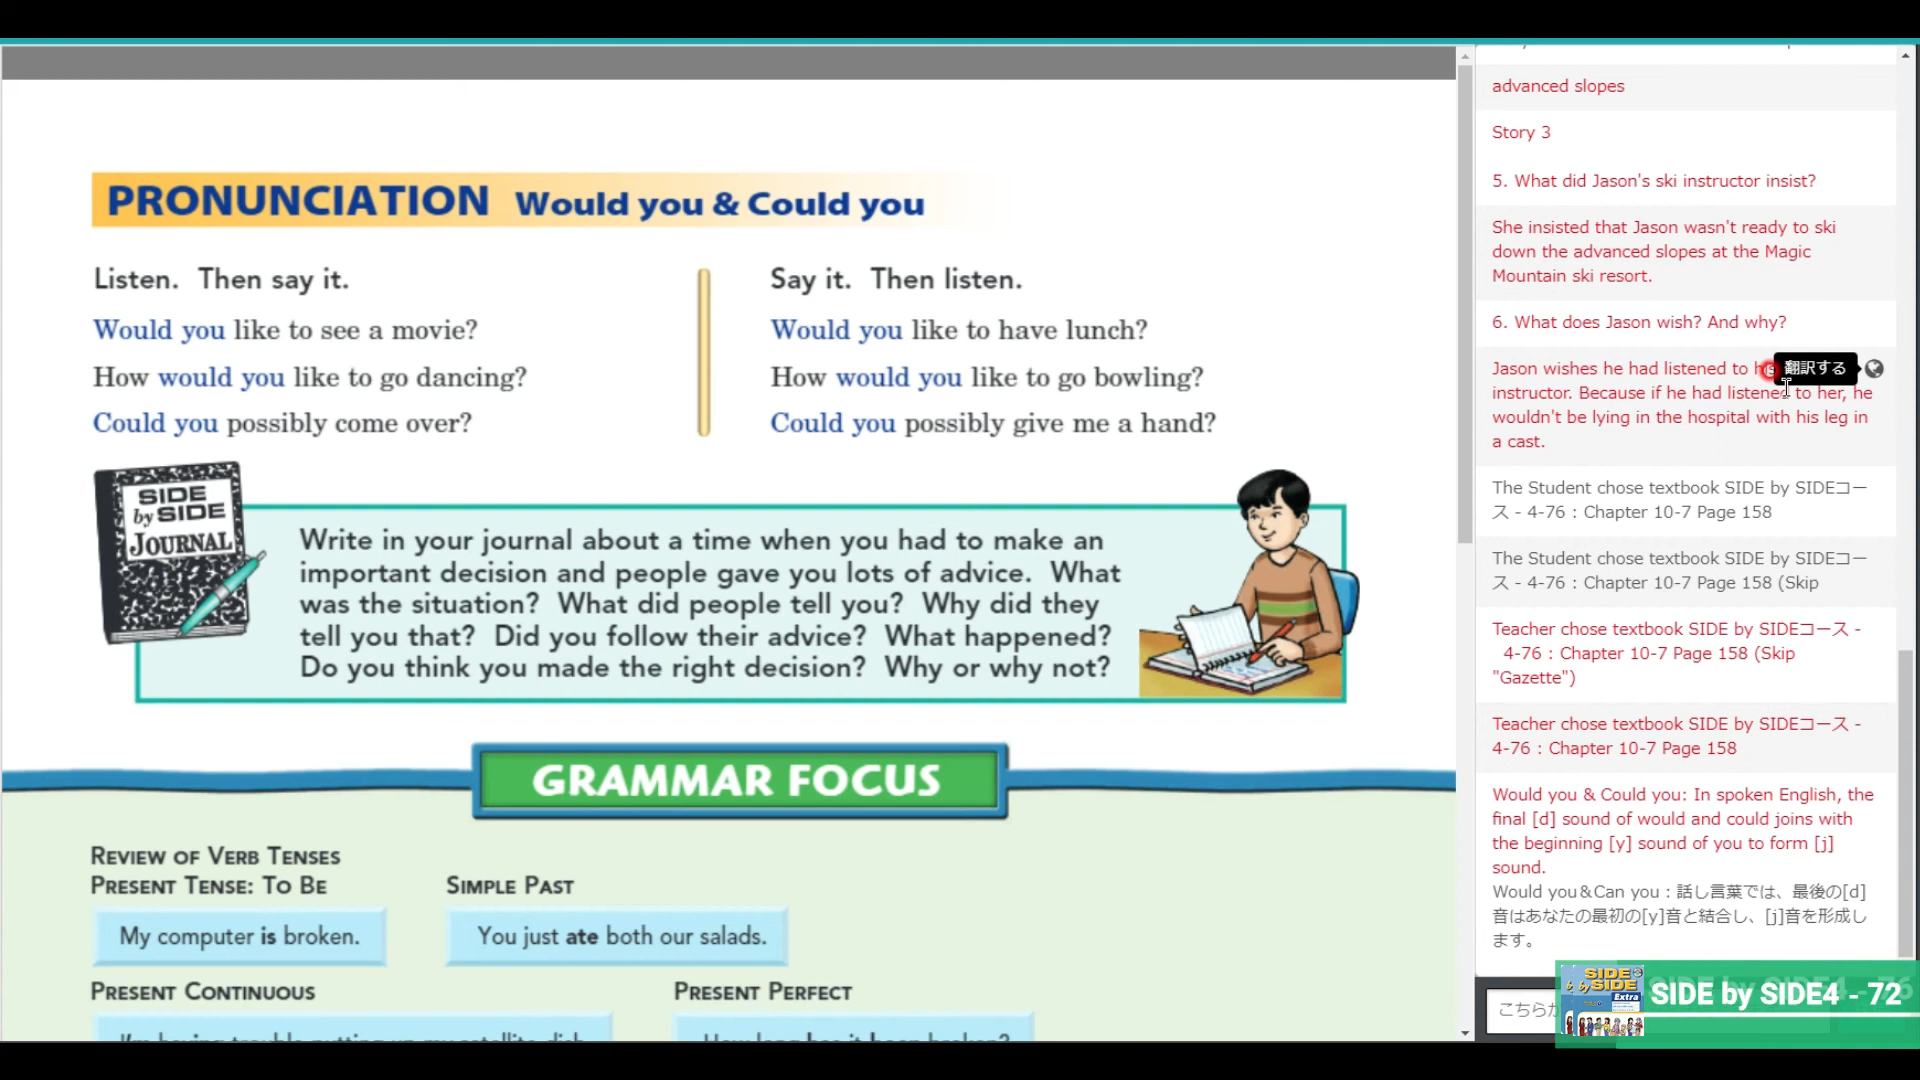 PRONUNCIATION Would you & Could you
Listen. Then say it.
Would you like to see a movie?
How would you like to go dancing?
Could you possibly come over?
Say it. Then listen.
Would you like to have lunch?
How would you like to go bowling?
Could you possibly give me a hand?
SIDE
by SIDE
JOURNAL
Write in your journal about a time when you had to make an
important decision and people gave you lots of advice. What
was the situation? What did people tell you? Why did they
tell you that? Did you follow their advice? What happened?
Do you think you made the right decision? Why or why not?
GRAMMAR FOCUS
REVIEW OF VERB TENSES
PRESENT TENSE: TO BE
My computer is broken.
SIMPLE PAST
You just ate both our salads.
PRESENT CONTINUOUS
I'm having trouble putting up my satellite dish.
PRESENT PERFECT
How long has it been broken?
advanced slopes
Story 3
5. What did Jason's ski instructor insist?
She insisted that Jason wasn't ready to ski
down the advanced slopes at the Magic
Mountain ski resort.
6. What does Jason wish? And why?
Jason wishes he had listened to his
翻訳する
instructor. Because if he had listened to her, he
wouldn't be lying in the hospital with his leg in
a cast.
The Student chose textbook SIDE by SIDEコー
ス - 4-76 : Chapter 10-7 Page 158
The Student chose textbook SIDE by SIDEコー
ス - 4-76 : Chapter 10-7 Page 158 (Skip
Teacher chose textbook SIDE by SIDEコース -
4-76 : Chapter 10-7 Page 158 (Skip
"Gazette")
Teacher chose textbook SIDE by SIDEコース -
4-76 : Chapter 10-7 Page 158
Would you & Could you: In spoken English, the
final [d] sound of would and could joins with
the beginning [y] sound of you to form [j]
sound.
Would you＆Can you：話し言葉では、最後の[d]
音はあなたの最初の[y]音と結合し、[j]音を形成し
ます。
こちらか
SIDE
by SIDE
Extra
SIDE by SIDE4 - 72